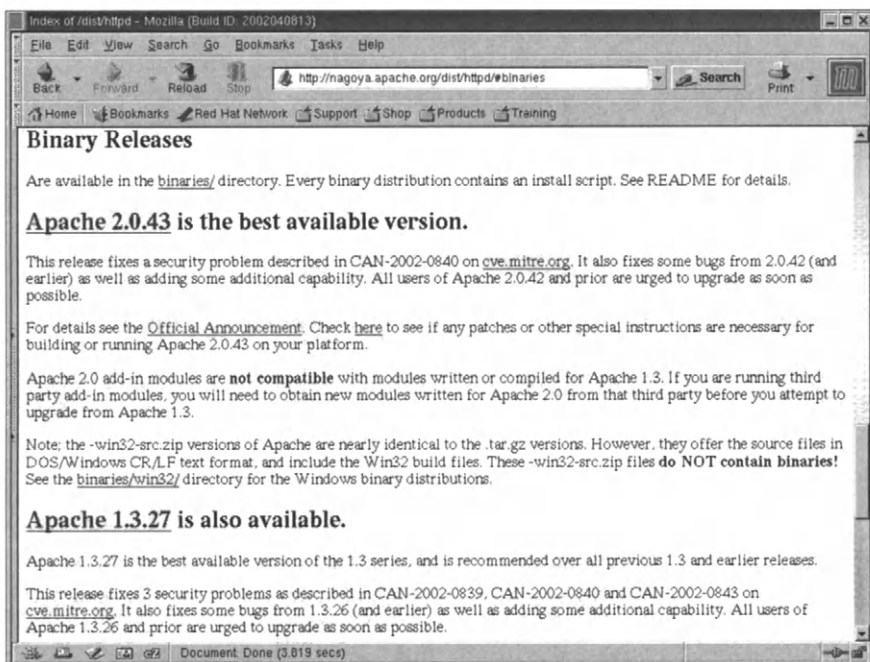 Index of /dist/httpd - Mozilla {Build ID: 2002040813}
File Edit View Search Go Bookmarks Tasks Help
Back Forward Reload Stop http://nagoya.apache.org/dist/httpd/#binaries Search Print
Home Bookmarks Red Hat Network Support Shop Products Training
Binary Releases
Are available in the binaries/ directory. Every binary distribution contains an install script. See README for details.
Apache 2.0.43 is the best available version.
This release fixes a security problem described in CAN-2002-0840 on cve.mitre.org. It also fixes some bugs from 2.0.42 (and
earlier) as well as adding some additional capability. All users of Apache 2.0.42 and prior are urged to upgrade as soon as
possible.
For details see the Official Announcement. Check here to see if any patches or other special instructions are necessary for
building or running Apache 2.0.43 on your platform.
Apache 2.0 add-in modules are not compatible with modules written or compiled for Apache 1.3. If you are running third
party add-in modules, you will need to obtain new modules written for Apache 2.0 from that third party before you attempt to
upgrade from Apache 1.3.
Note; the -win32-src.zip versions of Apache are nearly identical to the .tar.gz versions. However, they offer the source files in
DOS/Windows CR/LF text format, and include the Win32 build files. These -win32-src.zip files do NOT contain binaries!
See the binaries/win32/ directory for the Windows binary distributions.
Apache 1.3.27 is also available.
Apache 1.3.27 is the best available version of the 1.3 series, and is recommended over all previous 1.3 and earlier releases.
This release fixes 3 security problems as described in CAN-2002-0839, CAN-2002-0840 and CAN-2002-0843 on
cve.mitre.org. It also fixes some bugs from 1.3.26 (and earlier) as well as adding some additional capability. All users of
Apache 1.3.26 and prior are urged to upgrade as soon as possible.
Document: Done (3.819 secs)